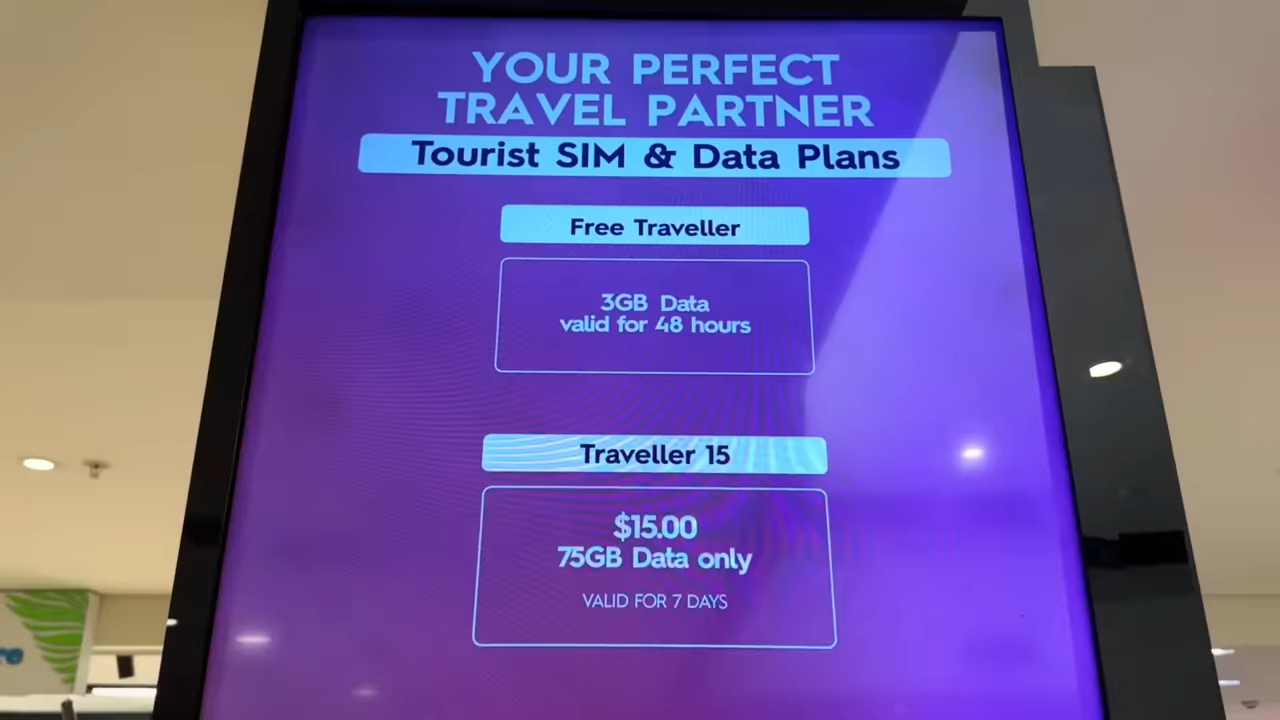 YOUR PERFECT
TRAVEL PARTNER
Tourist SIM & Data Plans
Free Traveller
3GB Data
valid for 48 hours
Traveller 15
$15.00
75GB Data only
VALID FOR 7 DAYS